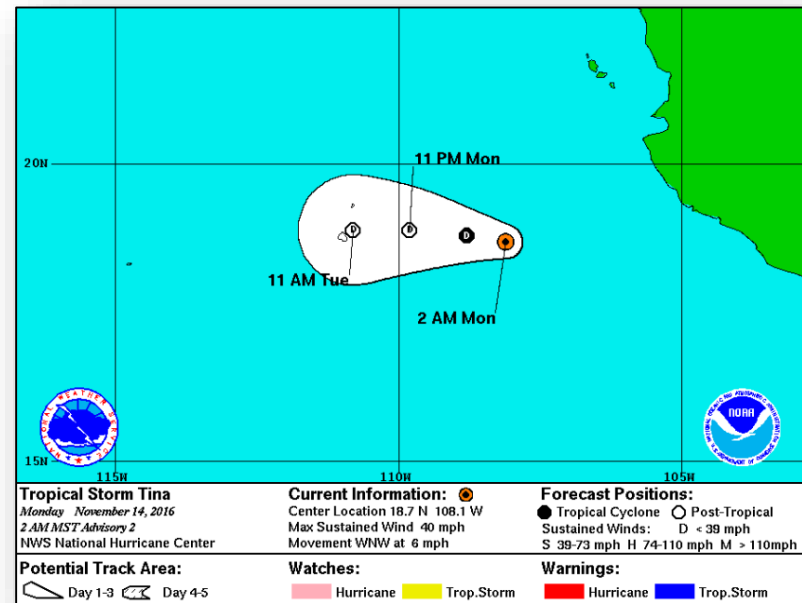 20N
11 PM Mon
D
D
D
11 AM Tue
2 AM Mon
NOAA
15N
115W
110W
105W
Tropical Storm Tina
Monday November 14, 2016
2 AM MST Advisory 2
NWS National Hurricane Center
Current Information:
Center Location 18.7 N 108.1 W
Max Sustained Wind 40 mph
Movement WNW at 6 mph
Forecast Positions:
Tropical Cyclone Post-Tropical
Sustained Winds: D < 39 mph
S 39-73 mph H 74-110 mph M > 110mph
Potential Track Area:
Day 1-3 Day 4-5
Watches:
Hurricane Trop.Storm
Warnings:
Hurricane Trop.Storm